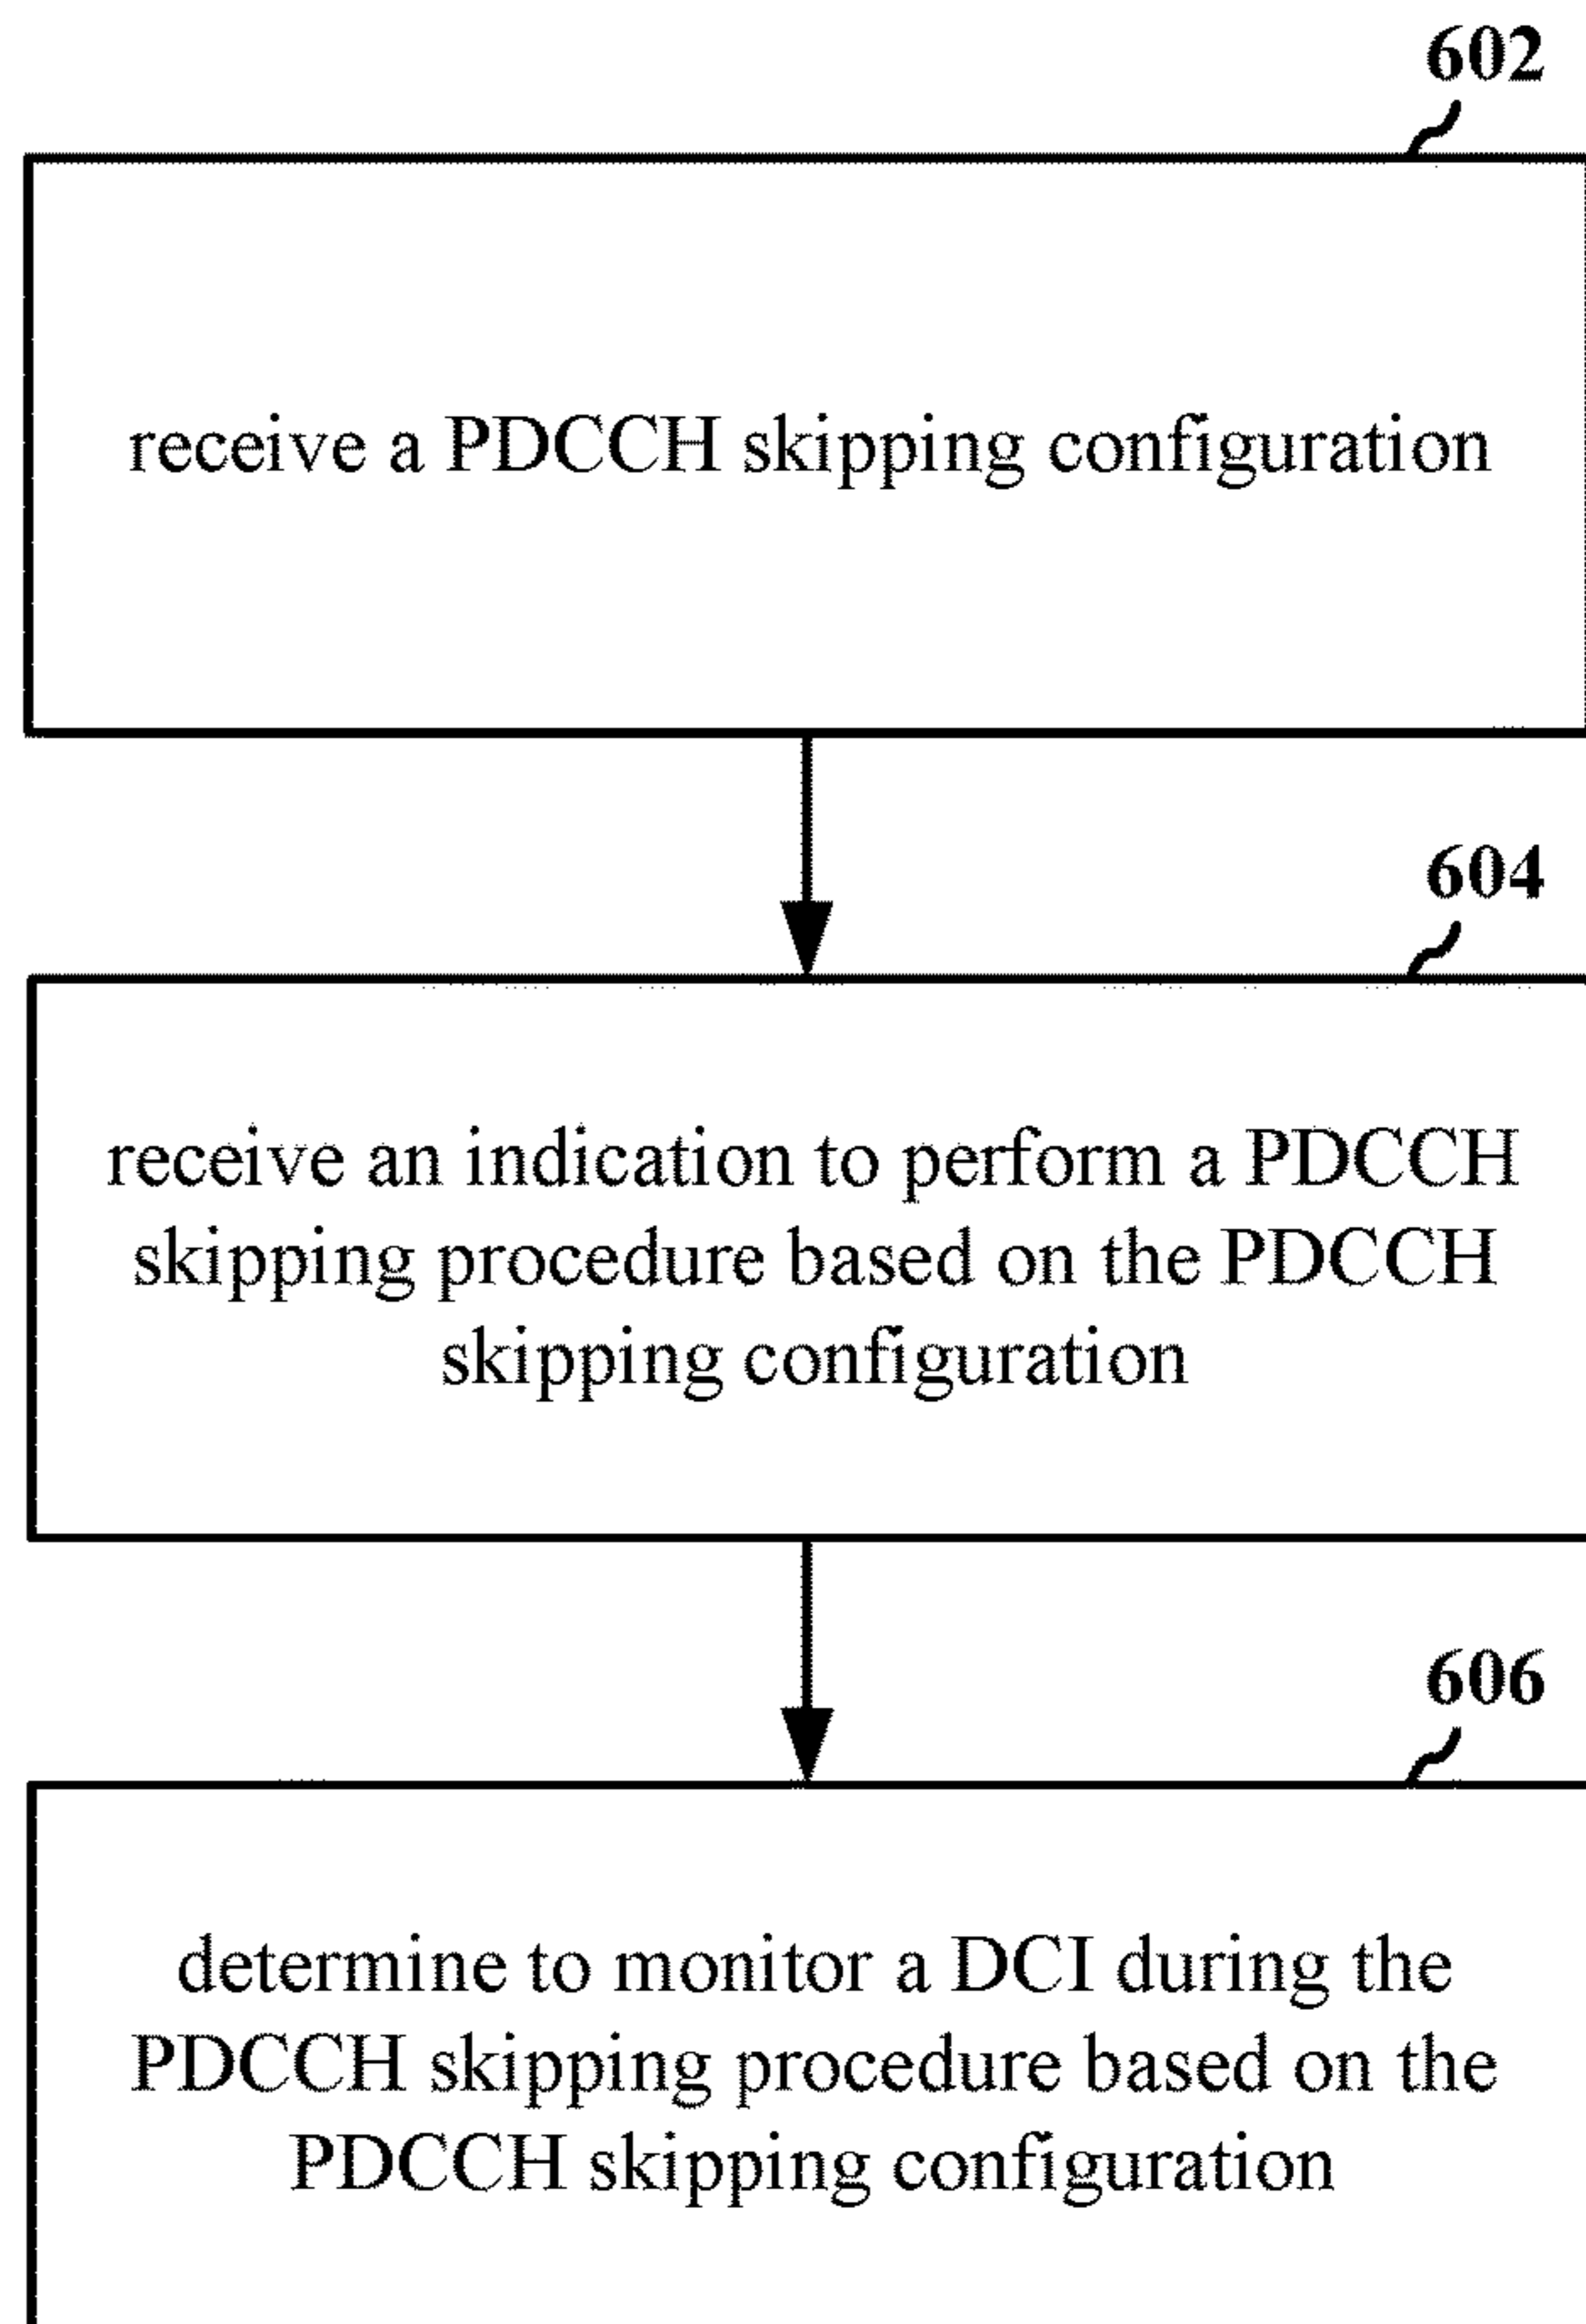 602
receive a PDCCH skipping configuration
604
receive an indication to perform a PDCCH
skipping procedure based on the PDCCH
skipping configuration
606
determine to monitor a DCI during the
PDCCH skipping procedure based on the
PDCCH skipping configuration